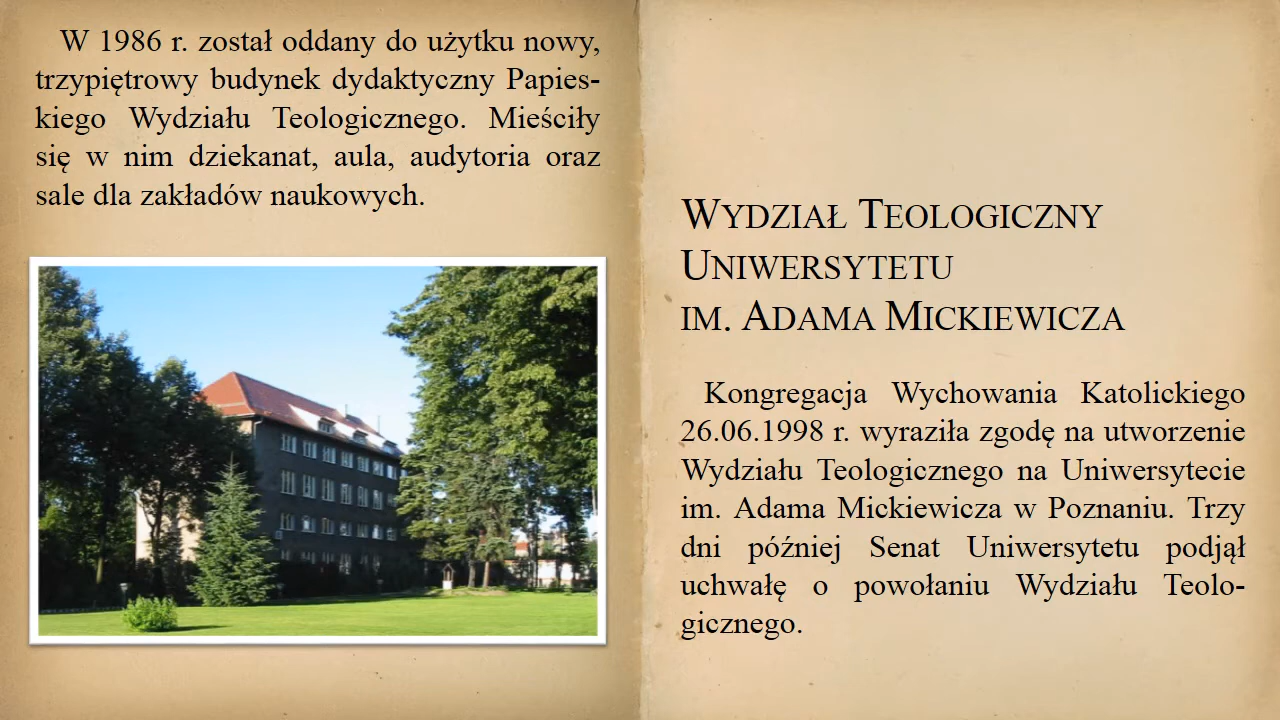 W 1986 r. został oddany do użytku nowy,
trzypiętrowy budynek dydaktyczny Papies-
kiego Wydziału Teologicznego. Mieściły
się w nim dziekanat, aula, audytoria oraz
sale dla zakładów naukowych.
WYDZIAŁ TEOLOGICZNY
UNIWERSYTETU
IM. ADAMA MICKIEWICZA
Kongregacja Wychowania Katolickiego
26.06.1998 r. wyraziła zgodę na utworzenie
Wydziału Teologicznego na Uniwersytecie
im. Adama Mickiewicza w Poznaniu. Trzy
dni później Senat Uniwersytetu podjął
uchwałę o powołaniu Wydziału Teolo-
gicznego.